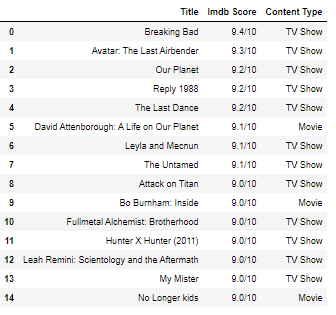 Title Imdb Score Content Type
0 Breaking Bad 9.4/10 TV Show
1 Avatar: The Last Airbender 9.3/10 TV Show
2 Our Planet 9.2/10 TV Show
3 Reply 1988 9.2/10 TV Show
4 The Last Dance 9.2/10 TV Show
5 David Attenborough: A Life on Our Planet 9.1/10 Movie
6 Leyla and Mecnun 9.1/10 TV Show
7 The Untamed 9.1/10 TV Show
8 Attack on Titan 9.0/10 TV Show
9 Bo Burnham: Inside 9.0/10 Movie
10 Fullmetal Alchemist: Brotherhood 9.0/10 TV Show
11 Hunter X Hunter (2011) 9.0/10 TV Show
12 Leah Remini: Scientology and the Aftermath 9.0/10 TV Show
13 My Mister 9.0/10 TV Show
14 No Longer kids 9.0/10 Movie